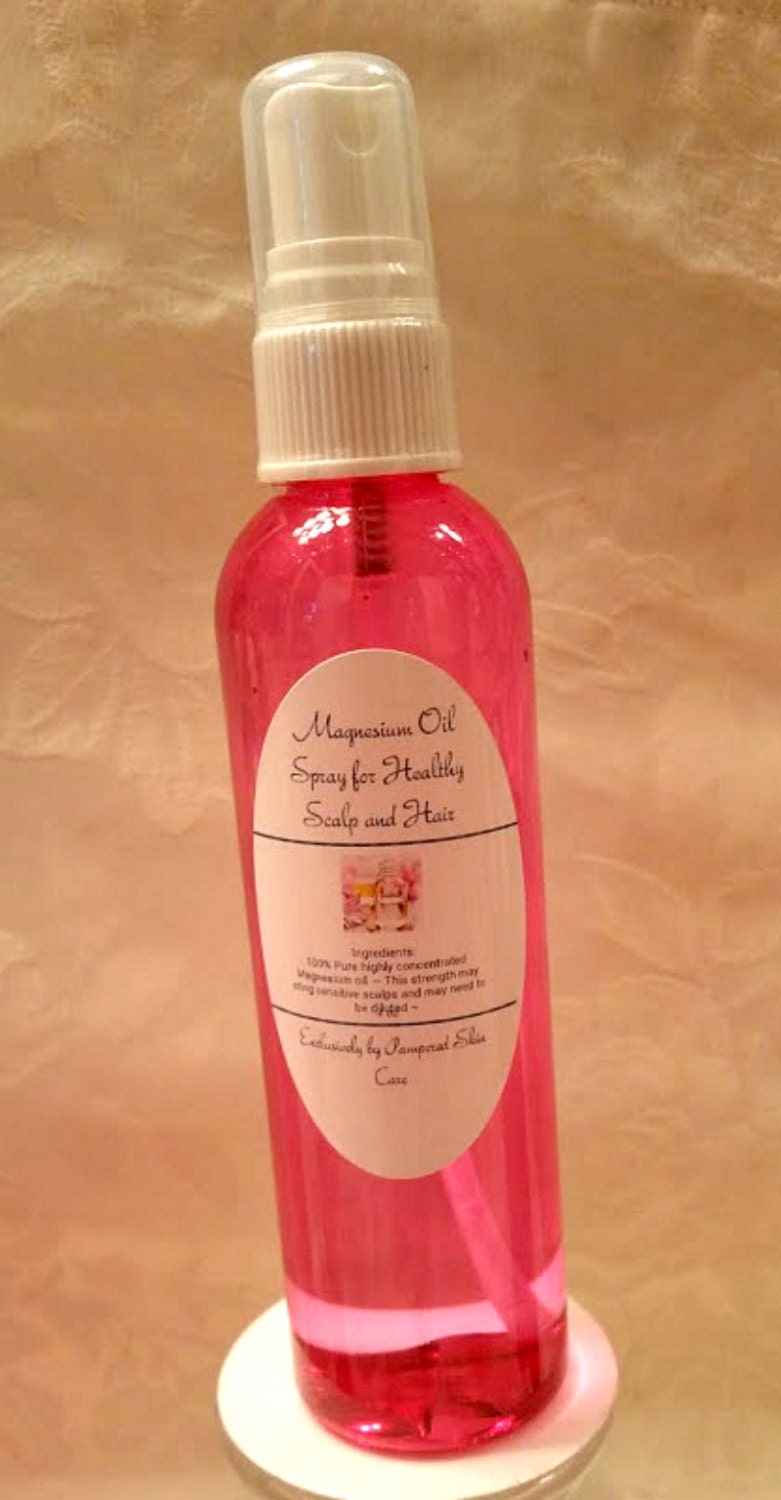 Magnesium Oil
Spray for Healthy
Scalp and Hair
Ingredients:
100% Pure highly concentrated
Magnesium oil ~ This strength may
sting sensitive scalps and may need to
be diluted ~
Exclusively by Pamperat Skin
Care